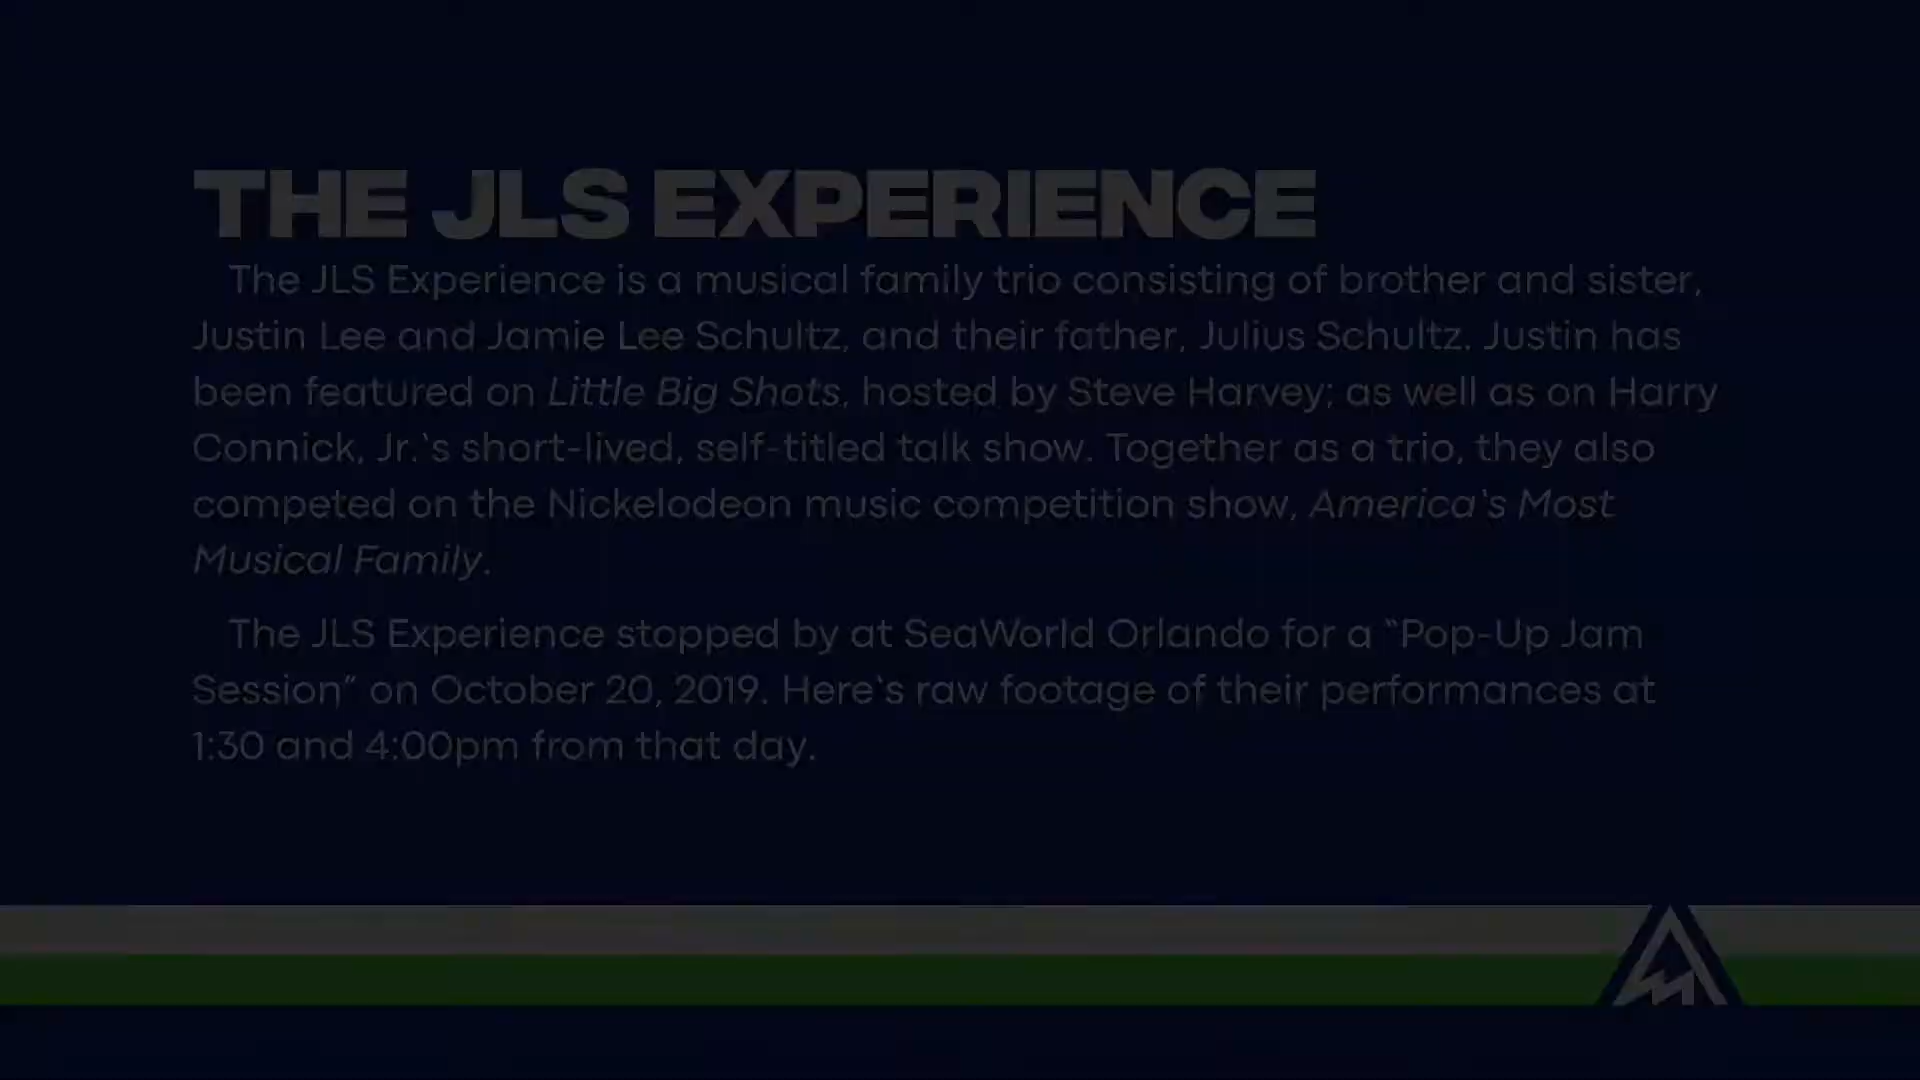 THE JLS EXPERIENCE
The JLS Experience is a musical family trio consisting of brother and sister,
Justin Lee and Jamie Lee Schultz, and their father, Julius Schultz. Justin has
been featured on Little Big Shots, hosted by Steve Harvey; as well as on Harry
Connick, Jr.'s short-lived, self-titled talk show. Together as a trio, they also
competed on the Nickelodeon music competition show, America's Most
Musical Family.
The JLS Experience stopped by at SeaWorld Orlando for a "Pop-Up Jam
Session" on October 20, 2019. Here's raw footage of their performances at
1:30 and 4:00pm from that day.